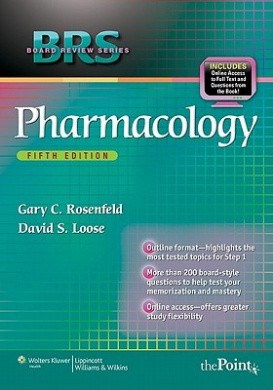 BRS
BOARD REVIEW SERIES
INCLUDES
Online Access
to Full Text and
Questions from
the Book!
Pharmacology
FIFTH EDITION
Gary C. Rosenfeld
David S. Loose
Outline format—highlights the
most tested topics for Step 1
More than 200 board-style
questions to help test your
memorization and mastery
Online access—offers greater
study flexibility
Wolters Kluwer
Health
Lippincott
Williams & Wilkins
thePoint